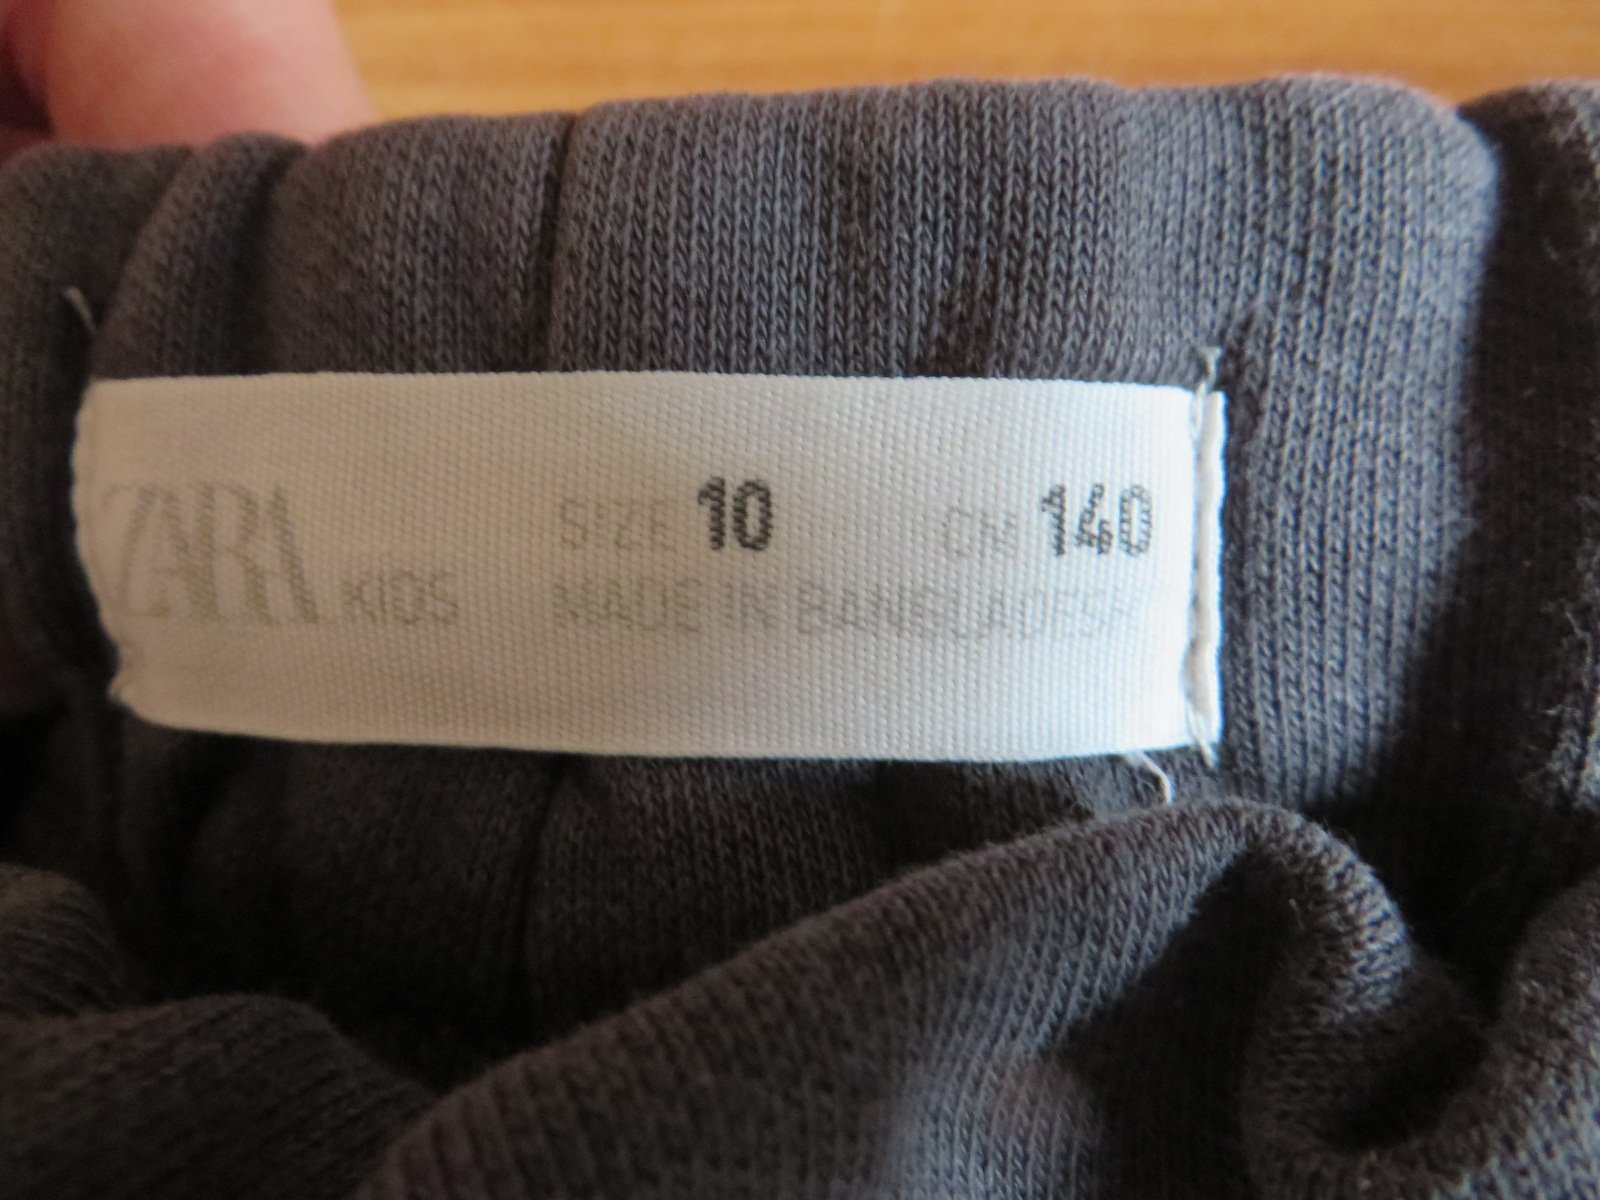 ZARA KIDS
SIZE 10 CM 140
MADE IN BANGLADESH